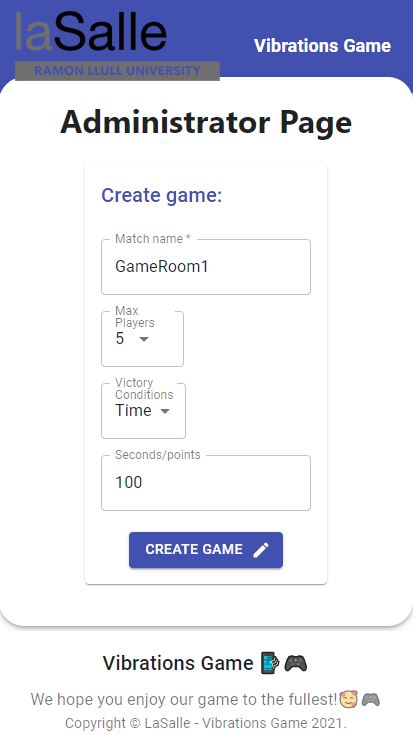 laSalle
RAMON LLULL UNIVERSITY
Vibrations Game
Administrator Page
Create game:
Match name *
GameRoom1
Max
Players
5
Victory
Conditions
Time
Seconds/points
100
CREATE GAME
Vibrations Game 📲🎮
We hope you enjoy our game to the fullest!🥰🎮
Copyright © LaSalle - Vibrations Game 2021.